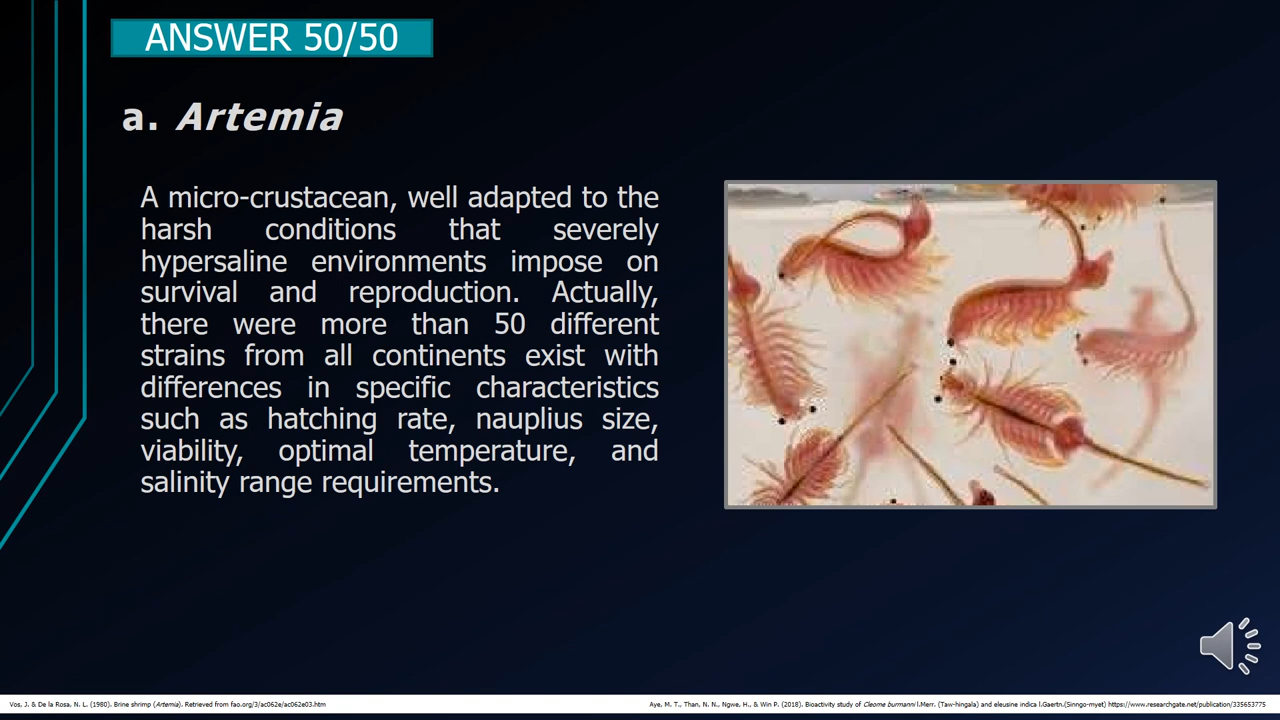 ANSWER 50/50
a. Artemia
A micro-crustacean, well adapted to the
harsh conditions that severely
hypersaline environments impose on
survival and reproduction. Actually,
there were more than 50 different
strains from all continents exist with
differences in specific characteristics
such as hatching rate, nauplius size,
viability, optimal temperature, and
salinity range requirements.
Vos, J. & De la Rosa, N. L. (1980). Brine shrimp (Artemia). Retrieved from fao.org/3/ac062e/ac062e03.htm
Aye, M. T., Than, N. N., Ngwe, H., & Win P. (2018). Bioactivity study of Cleome burmanni l.Merr. (Taw-hingala) and eleusine indica l.Gaertn.(Sinngo-myet) https://www.researchgate.net/publication/335653775